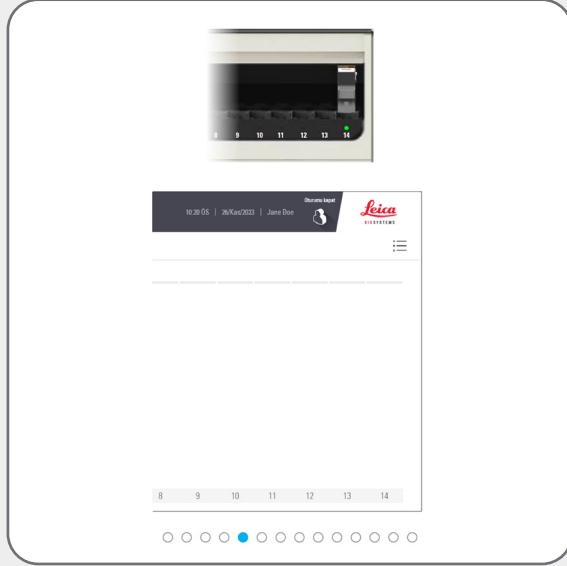 8 9 10 11 12 13 14
10:20 ÖS | 26/Kas/2023 | Jane Doe
Oturumu kapat
Leica
BIOSYSTEMS
8 9 10 11 12 13 14